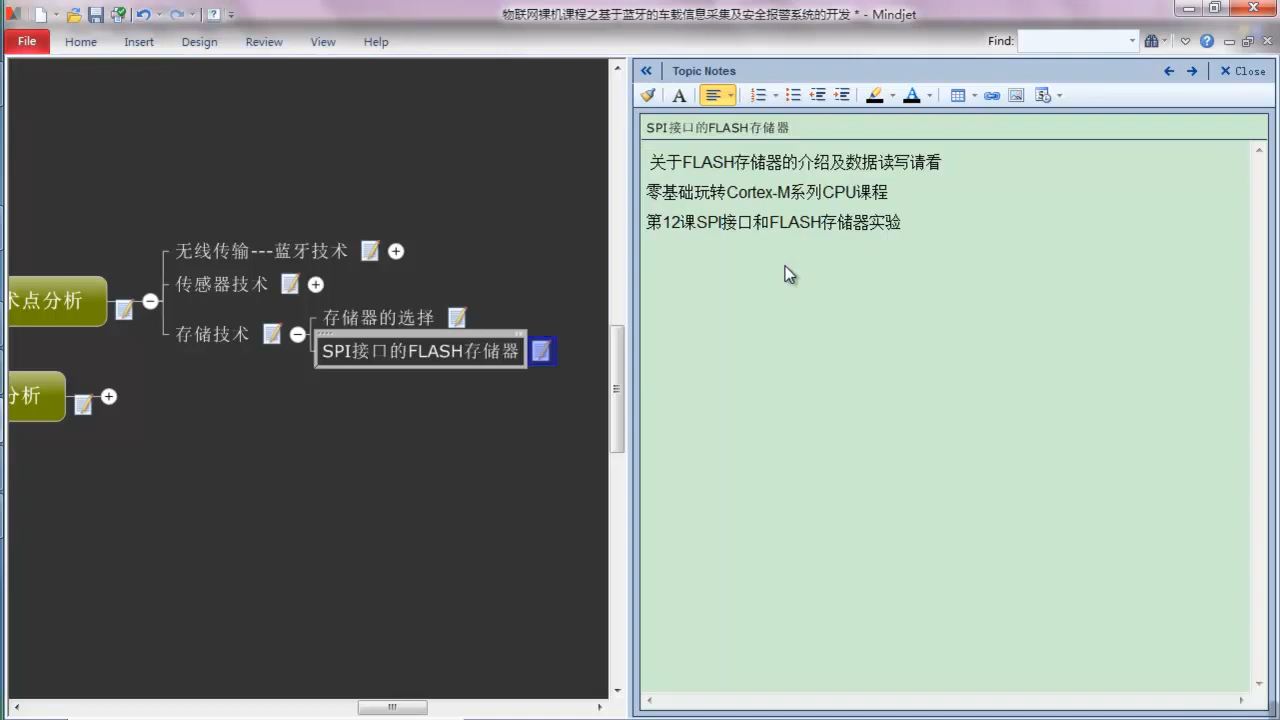 物联网裸机课程之基于蓝牙的车载信息采集及安全报警系统的开发 * - Mindjet
File Home Insert Design Review View Help Find:
Topic Notes Close
SPI接口的FLASH存储器
关于FLASH存储器的介绍及数据读写请看
零基础玩转Cortex-M系列CPU课程
第12课SPI接口和FLASH存储器实验
无线传输---蓝牙技术
传感器技术
术点分析
存储器的选择
存储技术
SPI接口的FLASH存储器
分析